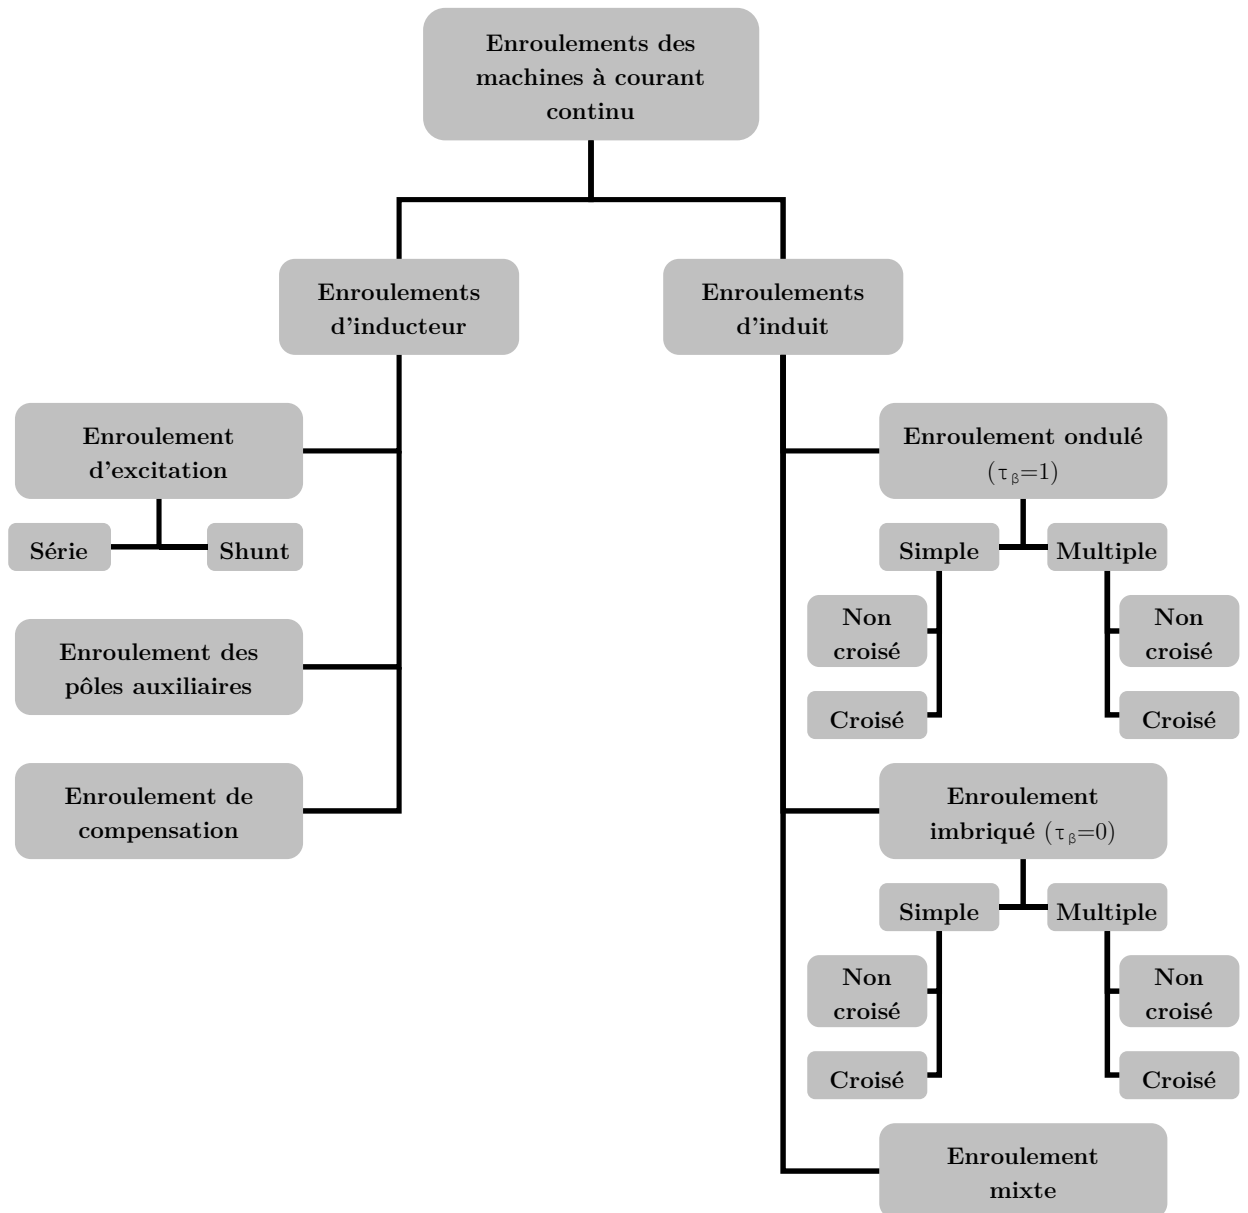 Enroulements des
machines à courant
continu
Enroulements
d'inducteur
Enroulements
d'induit
Enroulement
d'excitation
Série
Shunt
Enroulement des
pôles auxiliaires
Enroulement de
compensation
Enroulement ondulé
(τβ=1)
Simple
Multiple
Non
croisé
Croisé
Non
croisé
Croisé
Enroulement
imbriqué (τβ=0)
Simple
Multiple
Non
croisé
Croisé
Non
croisé
Croisé
Enroulement
mixte